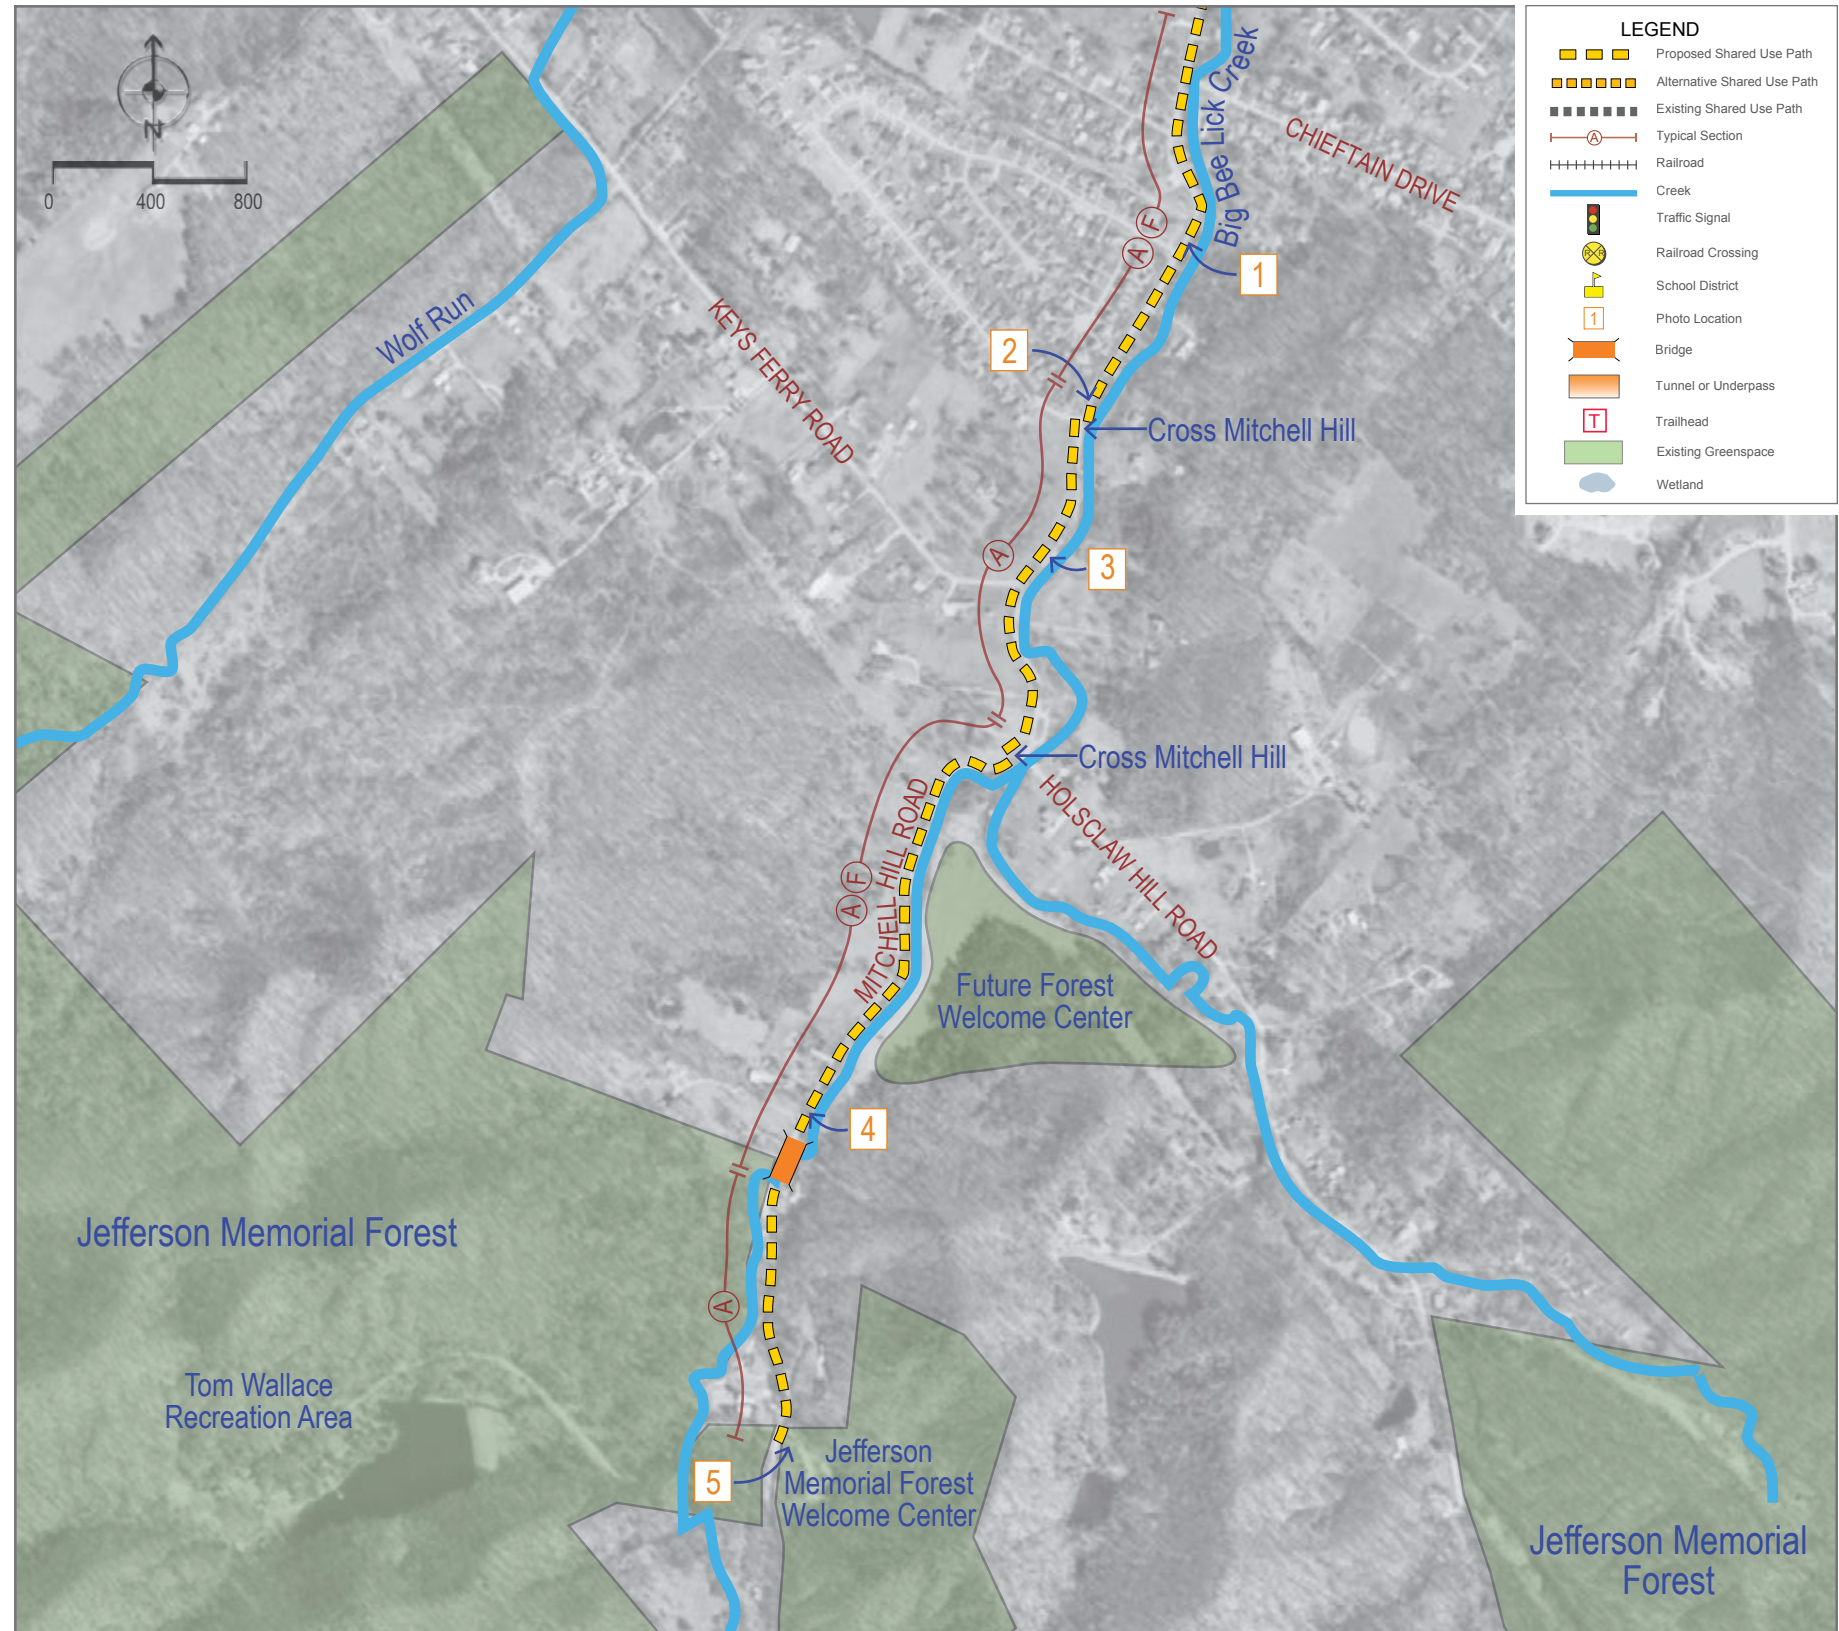 LEGEND
Proposed Shared Use Path
Alternative Shared Use Path
Existing Shared Use Path
A
Typical Section
Railroad
Creek
Traffic Signal
R R
Railroad Crossing
School District
1
Photo Location
Bridge
Tunnel or Underpass
T
Trailhead
Existing Greenspace
Wetland
N
0 400 800
Big Bee Lick Creek
CHIEFTAIN DRIVE
F
A
1
Wolf Run
KEYS FERRY ROAD
2
Cross Mitchell Hill
A
3
Cross Mitchell Hill
MITCHELL HILL ROAD
HOLSCLAW HILL ROAD
F
A
Future Forest
Welcome Center
4
Jefferson Memorial Forest
A
Tom Wallace
Recreation Area
5
Jefferson
Memorial Forest
Welcome Center
Jefferson Memorial
Forest